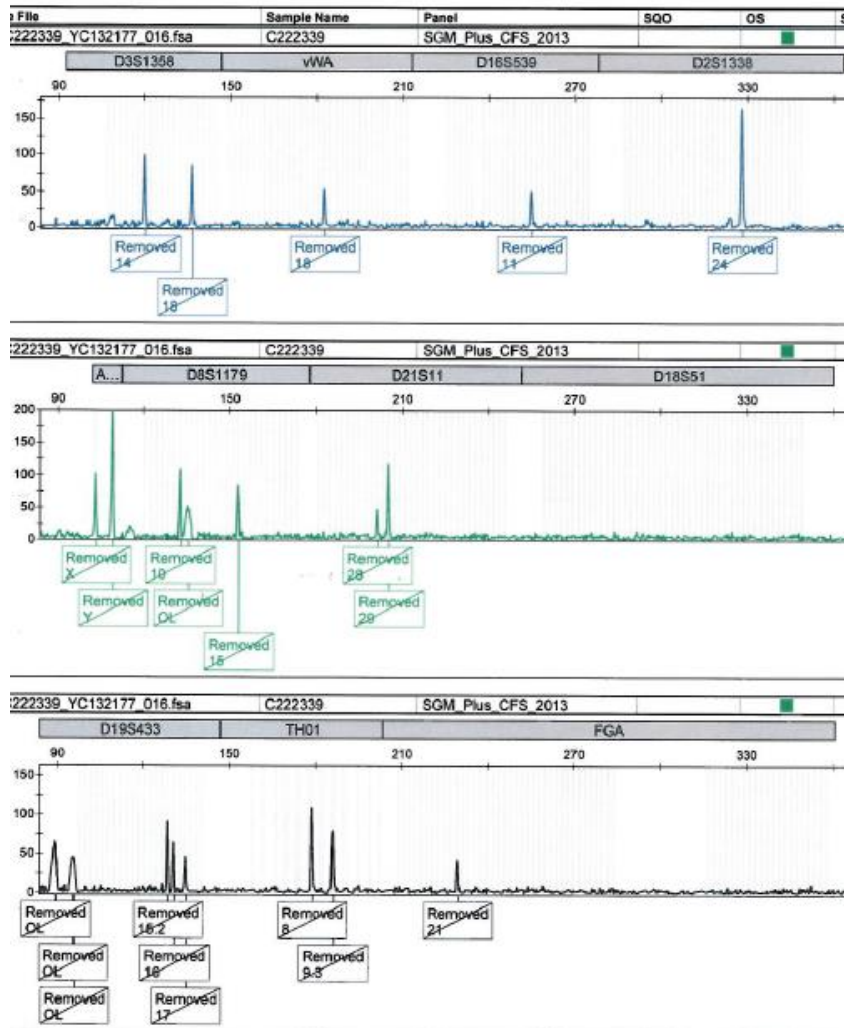 e File Sample Name Panel SQO OS S
C222339_YC132177_016.fsa C222339 SGM_Plus_CFS_2013
D3S1358 vWA D16S539 D2S1338
90 150 210 270 330
150
100
50
0
Removed 14
Removed 18
Removed 18
Removed 11
Removed 24
C222339_YC132177_016.fsa C222339 SGM_Plus_CFS_2013
A... D8S1179 D21S11 D18S51
90 150 210 270 330
200
150
100
50
0
Removed X
Removed Y
Removed 10
Removed OL
Removed 15
Removed 28
Removed 29
C222339_YC132177_016.fsa C222339 SGM_Plus_CFS_2013
D19S433 TH01 FGA
90 150 210 270 330
150
100
50
0
Removed OL
Removed OL
Removed OL
Removed 15.2
Removed 16
Removed 17
Removed 8
Removed 9.3
Removed 21